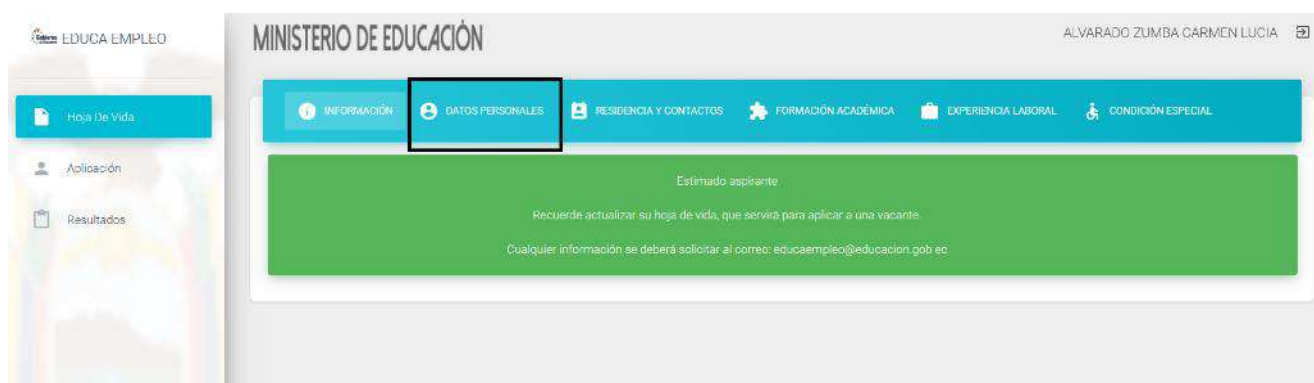 EDUCA EMPLEO
MINISTERIO DE EDUCACIÓN
ALVARADO ZUMBA CARMEN LUCIA
Hoja De Vida
Aplicación
Resultados
INFORMACIÓN
DATOS PERSONALES
RESIDENCIA Y CONTACTOS
FORMACIÓN ACADÉMICA
EXPERIENCIA LABORAL
CONDICIÓN ESPECIAL
Estimado aspirante
Recuerde actualizar su hoja de vida, que servirá para aplicar a una vacante.
Cualquier información se deberá solicitar al correo: educaempleo@educacion.gob.ec